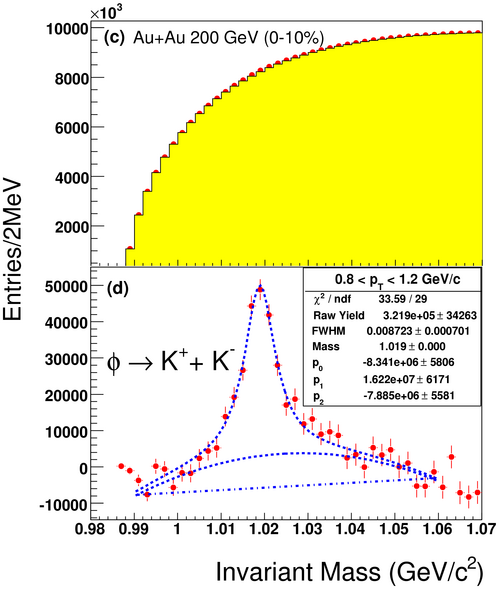 ×10³
(c) Au+Au 200 GeV (0-10%)
10000
8000
6000
4000
2000
Entries/2MeV
(d)
0.8 < pT < 1.2 GeV/c
χ² / ndf 33.59 / 29
Raw Yield 3.219e+05 ± 34263
FWHM 0.008723 ± 0.000701
Mass 1.019 ± 0.000
p0 -8.341e+06 ± 5806
p1 1.622e+07 ± 6171
p2 -7.885e+06 ± 5581
ϕ → K⁺ + K⁻
50000
40000
30000
20000
10000
0
-10000
0.98 0.99 1 1.01 1.02 1.03 1.04 1.05 1.06 1.07
Invariant Mass (GeV/c²)